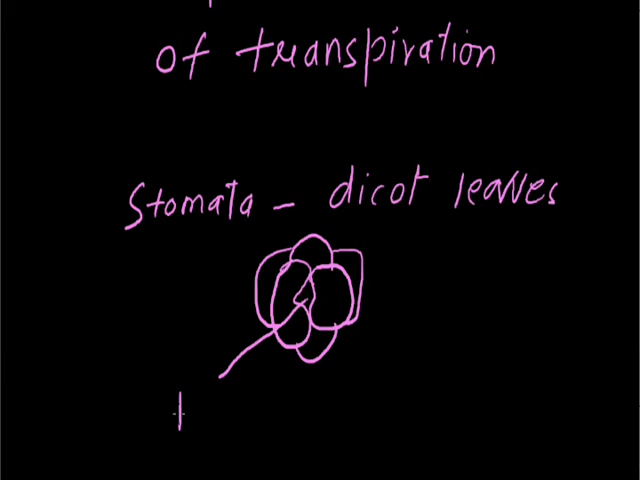 of transpiration
Stomata - dicot leaves